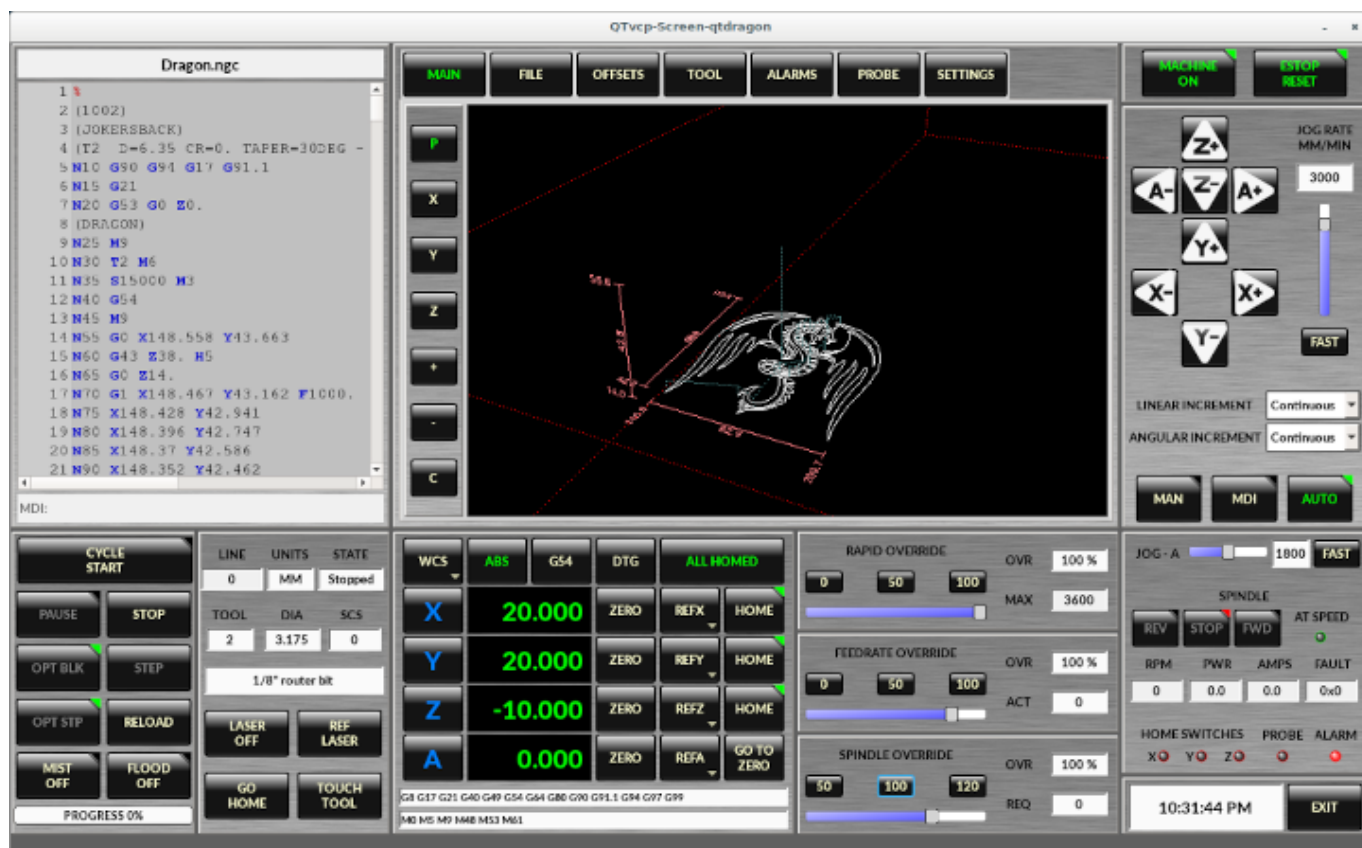 QTvcp-Screen-qtdragon
Dragon.ngc
1 %
2 (1002)
3 (JOKERSBACK)
4 (T2 D=6.35 CR=0. TAPER=30DEG -
5 N10 G90 G94 G17 G91.1
6 N15 G21
7 N20 G53 G0 Z0.
8 (DRAGON)
9 N25 M9
10 N30 T2 M6
11 N35 S15000 M3
12 N40 G54
13 N45 M9
14 N55 G0 X148.558 Y43.663
15 N60 G43 Z38. H5
16 N65 G0 Z14.
17 N70 G1 X148.467 Y43.162 F1000.
18 N75 X148.428 Y42.941
19 N80 X148.396 Y42.747
20 N85 X148.37 Y42.586
21 N90 X148.352 Y42.462
MDI:
MAIN FILE OFFSETS TOOL ALARMS PROBE SETTINGS
P
X
Y
Z
+
-
C
MACHINE ON
ESTOP RESET
Z+
A- Z- A+
Y+
X- X+
Y-
JOG RATE
MM/MIN
3000
FAST
LINEAR INCREMENT Continuous
ANGULAR INCREMENT Continuous
MAN MDI AUTO
CYCLE START
PAUSE STOP
OPT BLK STEP
OPT STP RELOAD
MIST OFF FLOOD OFF
PROGRESS 0%
LINE UNITS STATE
0 MM Stopped
TOOL DIA SCS
2 3.175 0
1/8" router bit
LASER OFF REF LASER
GO HOME TOUCH TOOL
WCS ABS G54 DTG ALL HOMED
X 20.000 ZERO REFX HOME
Y 20.000 ZERO REFY HOME
Z -10.000 ZERO REFZ HOME
A 0.000 ZERO REFA GO TO ZERO
G8 G17 G21 G40 G49 G54 G64 G80 G90 G91.1 G94 G97 G99
M0 M5 M9 M48 M53 M61
RAPID OVERRIDE OVR 100 %
0 50 100
MAX 3600
FEEDRATE OVERRIDE OVR 100 %
0 50 100
ACT 0
SPINDLE OVERRIDE OVR 100 %
50 100 120
REQ 0
JOG - A 1800 FAST
SPINDLE
REV STOP FWD AT SPEED
RPM PWR AMPS FAULT
0 0.0 0.0 0x0
HOME SWITCHES PROBE ALARM
X Y Z
10:31:44 PM EXIT